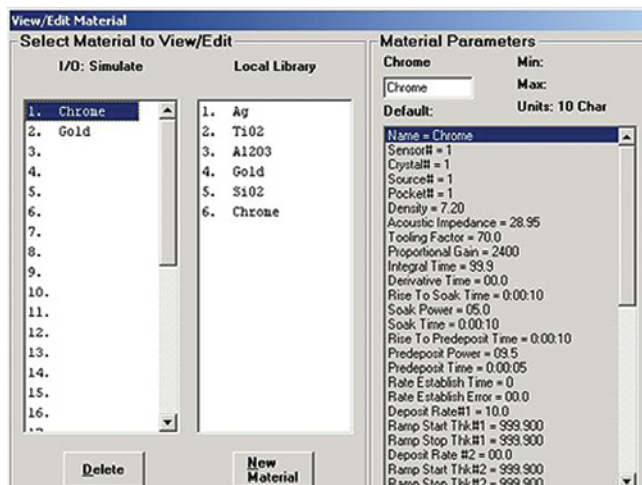 View/Edit Material
Select Material to View/Edit
I/O: Simulate
Local Library
1. Chrome
2. Gold
3.
4.
5.
6.
7.
8.
9.
10.
11.
12.
13.
14.
15.
16.
1. Ag
2. TiO2
3. Al2O3
4. Gold
5. SiO2
6. Chrome
Delete
New
Material
Material Parameters
Chrome
Min:
Chrome
Max:
Default:
Units: 10 Char
Name = Chrome
Sensor# = 1
Crystal# = 1
Source# = 1
Pocket# = 1
Density = 7.20
Acoustic Impedance = 28.95
Tooling Factor = 70.0
Proportional Gain = 2400
Integral Time = 99.9
Derivative Time = 00.0
Rise To Soak Time = 0:00:10
Soak Power = 05.0
Soak Time = 0:00:10
Rise To Predeposit Time = 0:00:10
Predeposit Power = 09.5
Predeposit Time = 0:00:05
Rate Establish Time = 0
Rate Establish Error = 00.0
Deposit Rate#1 = 10.0
Ramp Start Thk#1 = 999.900
Ramp Stop Thk#1 = 999.900
Deposit Rate #2 = 00.0
Ramp Start Thk#2 = 999.900
Ramp Stop Thk#2 = 999.900